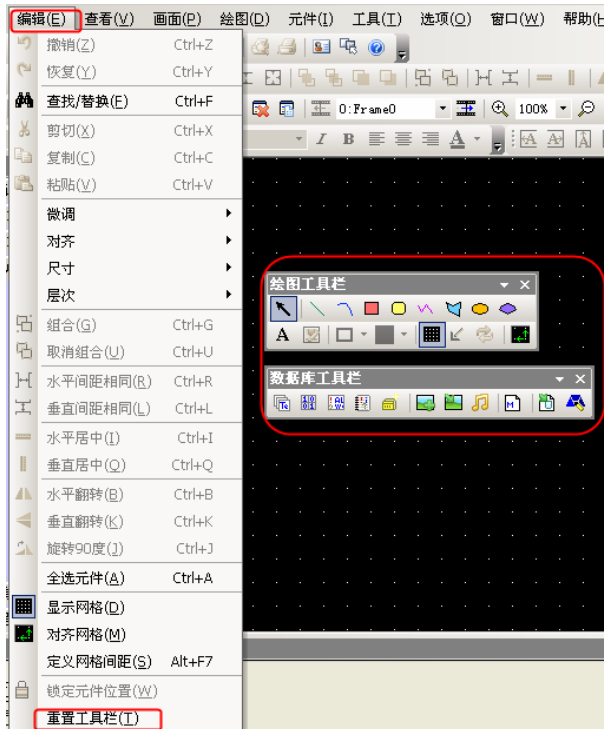 编辑(E) 查看(V) 画面(P) 绘图(D) 元件(I) 工具(T) 选项(O) 窗口(W) 帮助(H
撤销(Z) Ctrl+Z
恢复(Y) Ctrl+Y
查找/替换(F) Ctrl+F
0:Frame0 100%
剪切(X) Ctrl+X
I B A
复制(C) Ctrl+C
粘贴(V) Ctrl+V
微调
对齐
尺寸
层次
绘图工具栏
A
数据库工具栏
组合(G) Ctrl+G
取消组合(U) Ctrl+U
水平间距相同(R) Ctrl+R
垂直间距相同(L) Ctrl+L
水平居中(I) Ctrl+I
垂直居中(Q) Ctrl+Q
水平翻转(B) Ctrl+B
垂直翻转(K) Ctrl+K
旋转90度(J) Ctrl+J
全选元件(A) Ctrl+A
显示网格(D)
对齐网格(M)
定义网格间距(S) Alt+F7
锁定元件位置(W)
重置工具栏(T)